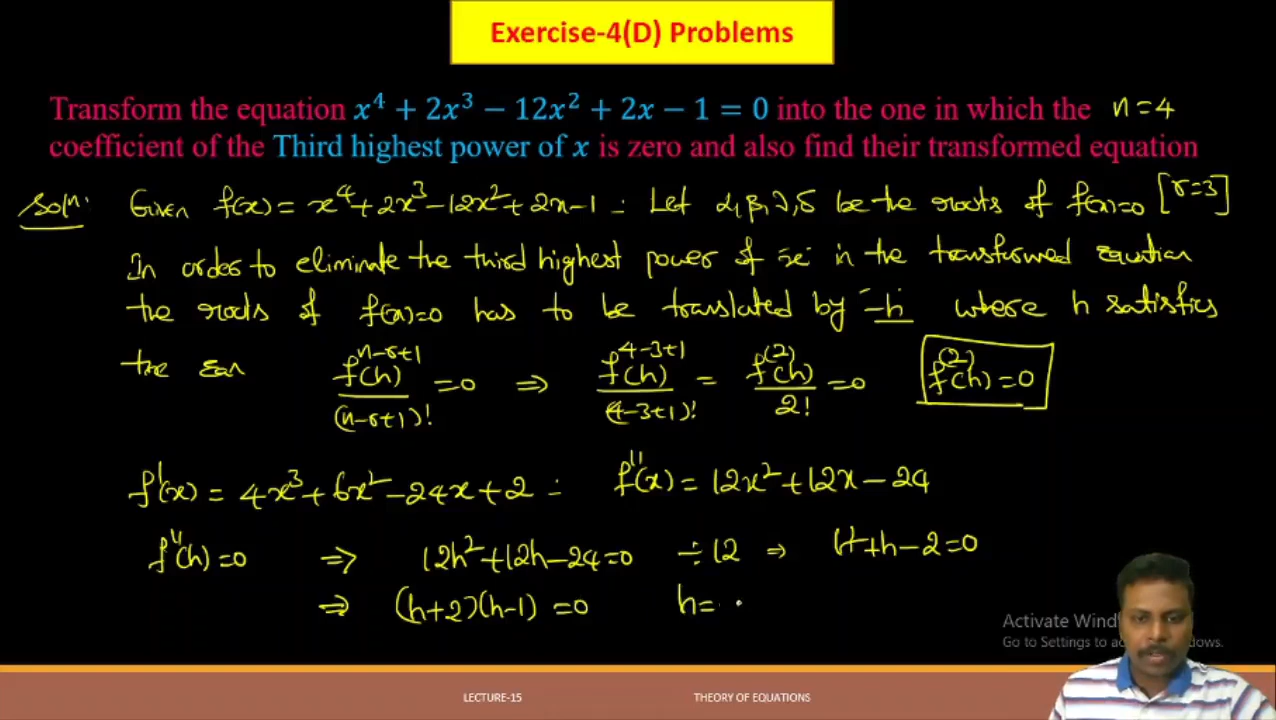 Exercise-4(D) Problems
Transform the equation x⁴ + 2x³ − 12x² + 2x − 1 = 0 into the one in which the n=4
coefficient of the Third highest power of x is zero and also find their transformed equation
Soln: Given f(x) = x⁴+2x³-12x²+2x-1 Let α,β,γ,δ be the roots of f(x)=0 [r=3]
In order to eliminate the third highest power of 'x' in the transformed equation
the roots of f(x)=0 has to be translated by -h where h satisfies
the f^(n-r+1)(h)/(n-r+1)! =0 ⇒ f^(4-3+1)(h)/(4-3+1)! = f^(2)(h)/2! =0 f^(2)(h)=0
f'(x) = 4x³+6x²-24x+2 f''(x) = 12x²+12x-24
f''(h)=0 ⇒ 12h²+12h-24=0 ÷12 ⇒ h²+h-2=0
⇒ (h+2)(h-1) =0 h=
Activate Wind
Go to Settings to ac dows.
LECTURE-15 THEORY OF EQUATIONS